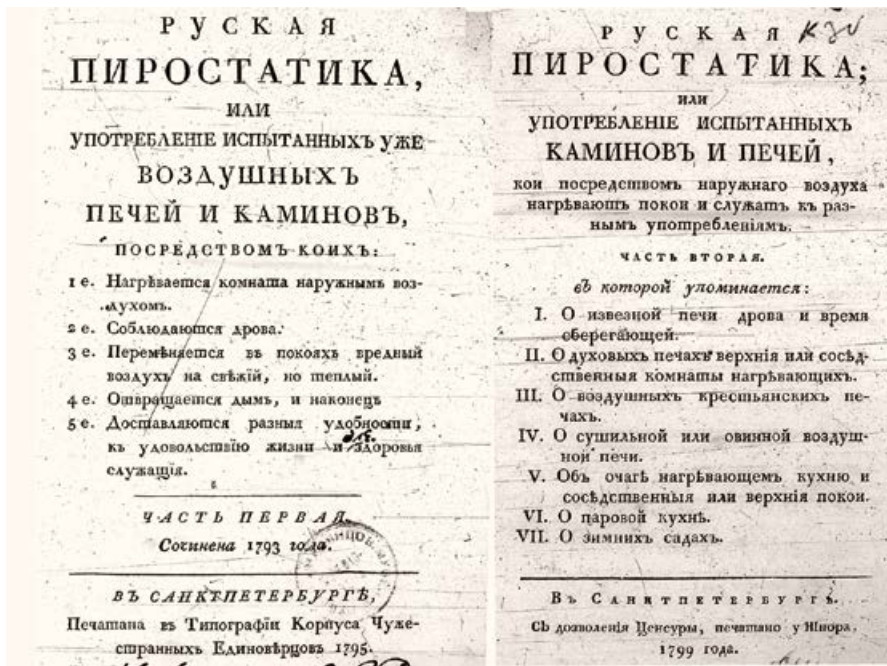 РУСКАЯ
ПИРОСТАТИКА,
ИЛИ
УПОТРЕБЛЕНІЕ ИСПЫТАННЫХЪ УЖЕ
ВОЗДУШНЫХЪ
ПЕЧЕЙ И КАМИНОВЪ,
ПОСРЕДСТВОМЪ КОИХЪ:
1 е. Нагрѣвается комната наружнымъ воз-
духомъ.
2 е. Соблюдаются дрова.
3 е. Перемѣняется въ покояхъ вредный
воздухъ на свѣжій, но теплый.
4 е. Отвращается дымъ, и наконецъ
5 е. Доставляются разныя удобности,
къ удовольствію жизни и здоровья
служащія.
ЧАСТЬ ПЕРВАЯ.
Сочинена 1793 года.
ВЪ САНКТПЕТЕРБУРГѢ,
Печатана въ Типографіи Корпуса Чуже-
странныхъ Единовѣрцовъ 1795.
РУСКАЯ
ПИРОСТАТИКА;
ИЛИ
УПОТРЕБЛЕНІЕ ИСПЫТАННЫХЪ
КАМИНОВЪ И ПЕЧЕЙ,
кои посредствомъ наружнаго воздуха
нагрѣваютъ покои и служатъ къ раз-
нымъ употребленіямъ.
ЧАСТЬ ВТОРАЯ.
въ которой упоминается:
I. О извезной печи дрова и время
сберегающей.
II. О духовыхъ печахъ верхнія или сосѣд-
ственныя комнаты нагрѣвающихъ.
III. О воздушныхъ крестьянскихъ пе-
чахъ.
IV. О сушильной или овинной воздуш-
ной печи.
V. Объ очагѣ нагрѣвающемъ кухню и
сосѣдственныя или верхнія покои.
VI. О паровой кухнѣ.
VII. О зимнихъ садахъ.
ВЪ САНКТПЕТЕРБУРГѢ.
Съ дозволенія Ценсуры, печатано у Шнора.
1799 года.